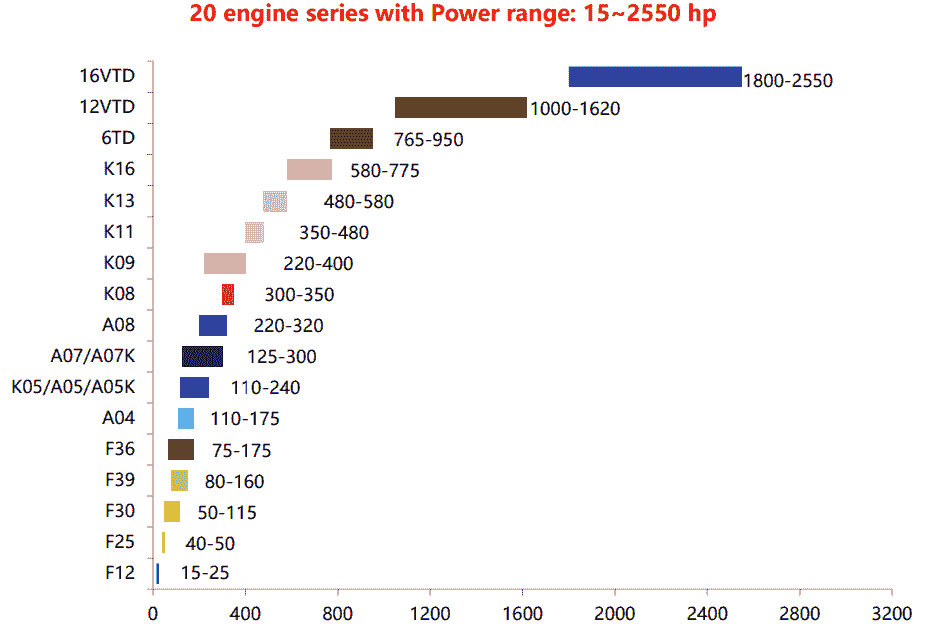 20 engine series with Power range: 15~2550 hp
16VTD 1800-2550
12VTD 1000-1620
6TD 765-950
K16 580-775
K13 480-580
K11 350-480
K09 220-400
K08 300-350
A08 220-320
A07/A07K 125-300
K05/A05/A05K 110-240
A04 110-175
F36 75-175
F39 80-160
F30 50-115
F25 40-50
F12 15-25
0 400 800 1200 1600 2000 2400 2800 3200